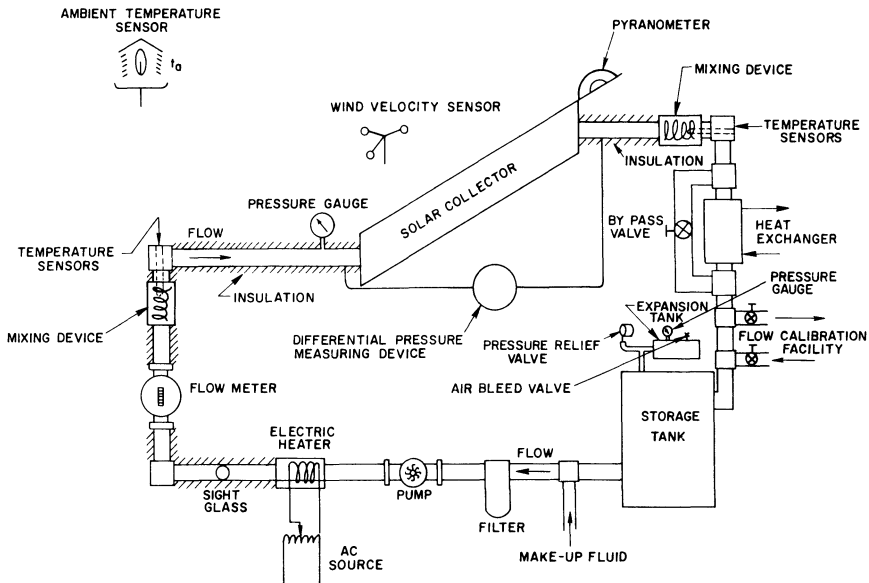 AMBIENT TEMPERATURE
SENSOR
ta
PYRANOMETER
MIXING DEVICE
WIND VELOCITY SENSOR
TEMPERATURE
SENSORS
INSULATION
SOLAR COLLECTOR
PRESSURE GAUGE
FLOW
BY PASS
VALVE
HEAT
EXCHANGER
TEMPERATURE
SENSORS
INSULATION
PRESSURE
GAUGE
EXPANSION
TANK
MIXING DEVICE
DIFFERENTIAL PRESSURE
MEASURING DEVICE
PRESSURE RELIEF
VALVE
FLOW CALIBRATION
FACILITY
AIR BLEED VALVE
FLOW METER
STORAGE
TANK
ELECTRIC
HEATER
FLOW
SIGHT
GLASS
PUMP
FILTER
AC
SOURCE
MAKE-UP FLUID